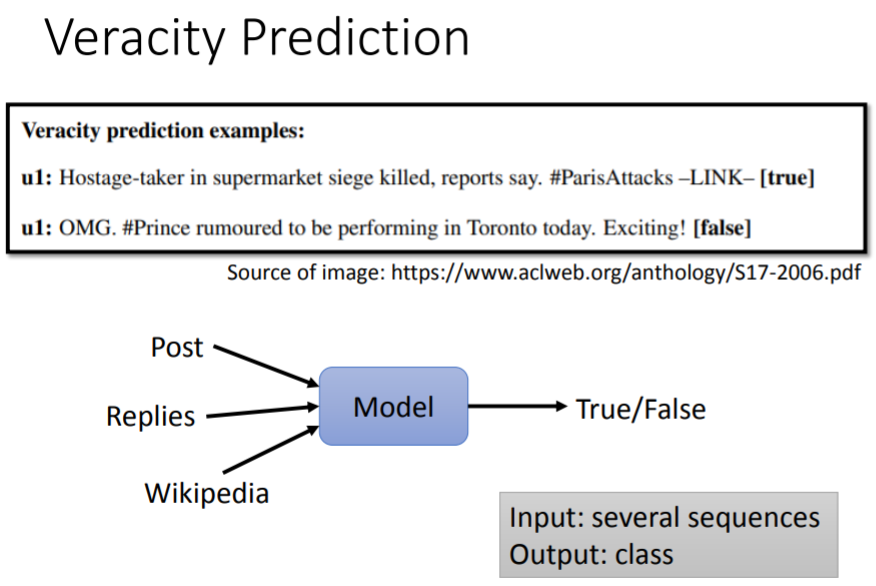 Veracity Prediction
Veracity prediction examples:
u1: Hostage-taker in supermarket siege killed, reports say. #ParisAttacks –LINK– [true]
u1: OMG. #Prince rumoured to be performing in Toronto today. Exciting! [false]
Source of image: https://www.aclweb.org/anthology/S17-2006.pdf
Post
Replies
Model
True/False
Wikipedia
Input: several sequences
Output: class